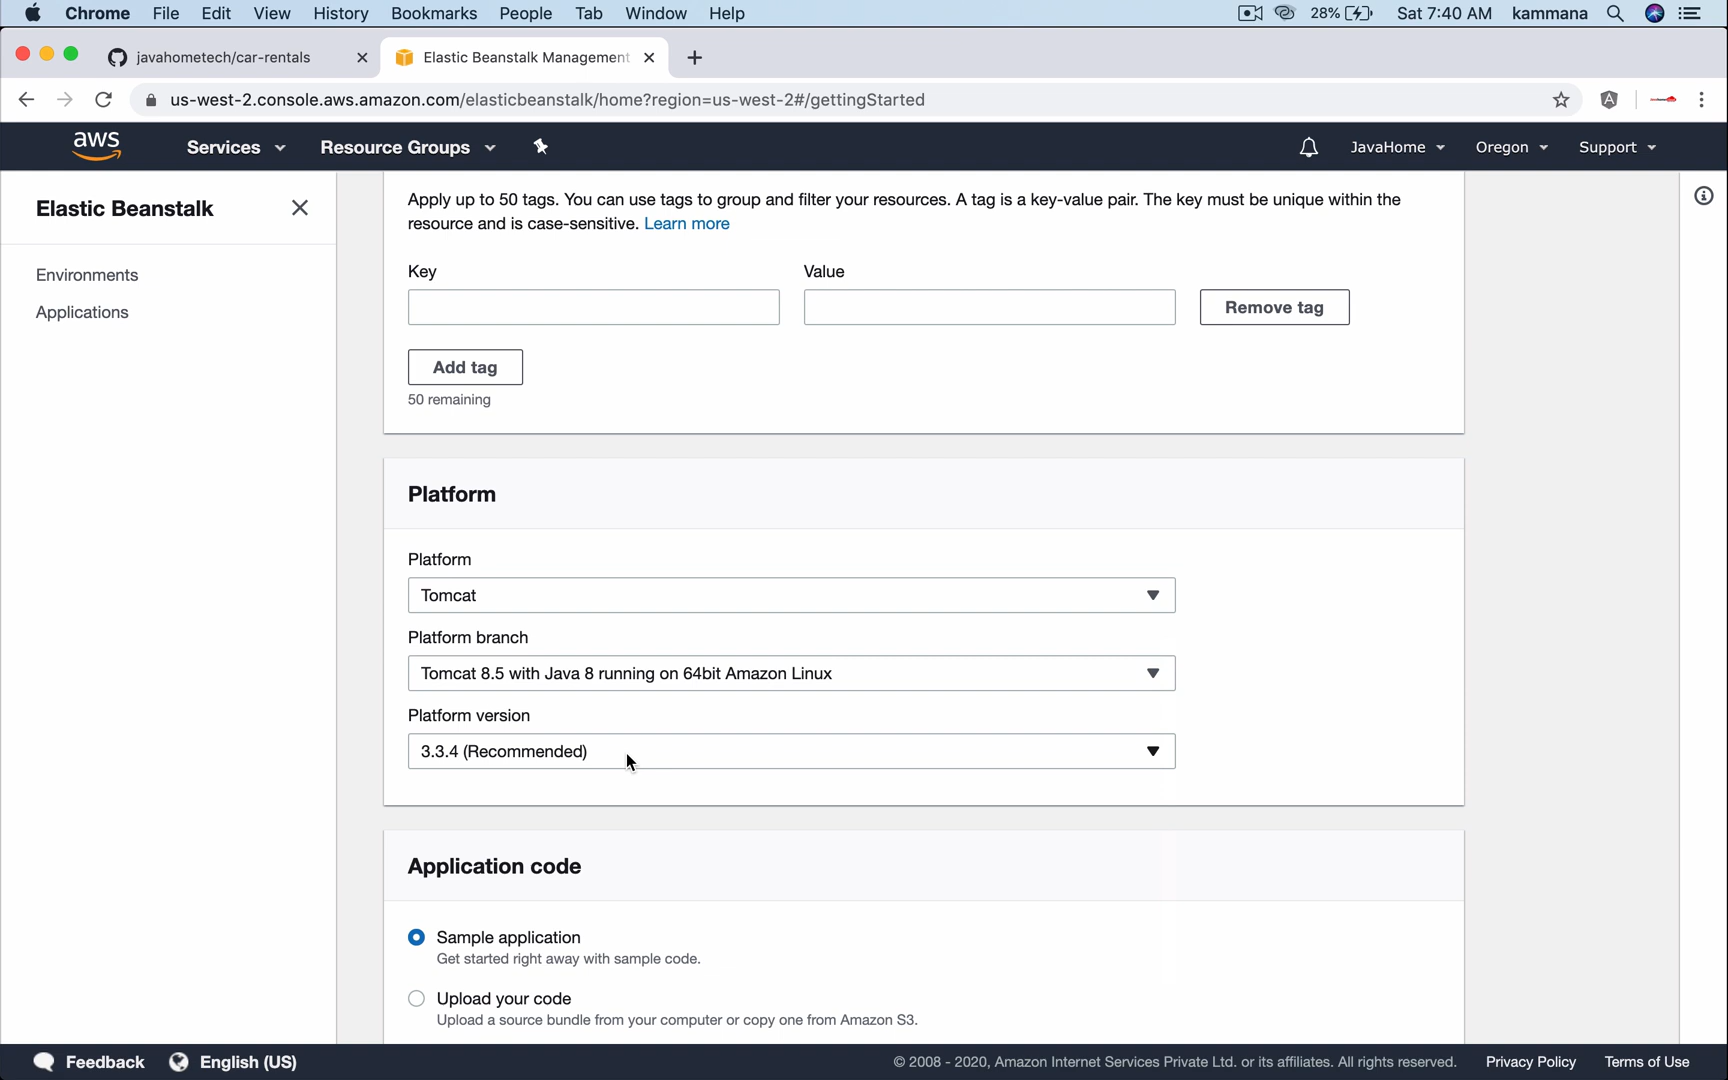 Chrome File Edit View History Bookmarks People Tab Window Help 28% Sat 7:40 AM kammana
javahometech/car-rentals Elastic Beanstalk Management
us-west-2.console.aws.amazon.com/elasticbeanstalk/home?region=us-west-2#/gettingStarted
aws Services Resource Groups JavaHome Oregon Support
Elastic Beanstalk
Environments
Applications
Apply up to 50 tags. You can use tags to group and filter your resources. A tag is a key-value pair. The key must be unique within the
resource and is case-sensitive. Learn more
Key Value
Remove tag
Add tag
50 remaining
Platform
Platform
Tomcat
Platform branch
Tomcat 8.5 with Java 8 running on 64bit Amazon Linux
Platform version
3.3.4 (Recommended)
Application code
Sample application
Get started right away with sample code.
Upload your code
Upload a source bundle from your computer or copy one from Amazon S3.
Feedback English (US) © 2008 - 2020, Amazon Internet Services Private Ltd. or its affiliates. All rights reserved. Privacy Policy Terms of Use